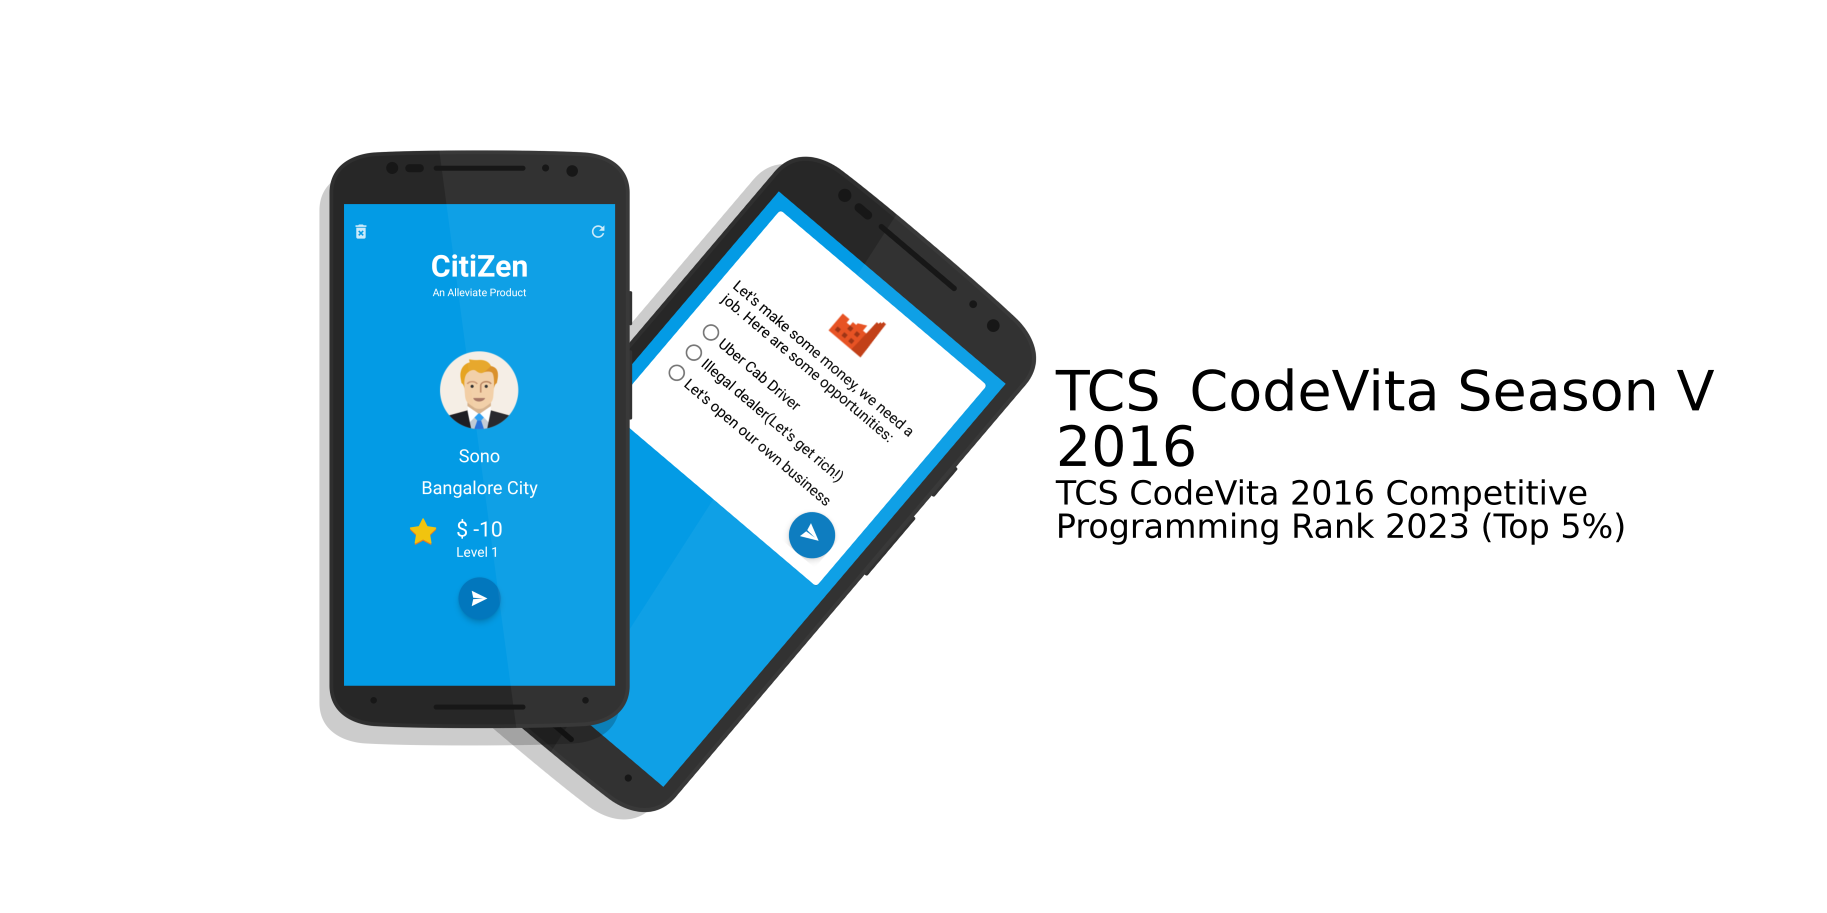 CitiZen
An Alleviate Product
Sono
Bangalore City
$ -10
Level 1
Let's make some money, we need a
job. Here are some opportunities:
Uber Cab Driver
Illegal dealer(Let's get rich!)
Let's open our own business
TCS CodeVita Season V
2016
TCS CodeVita 2016 Competitive
Programming Rank 2023 (Top 5%)